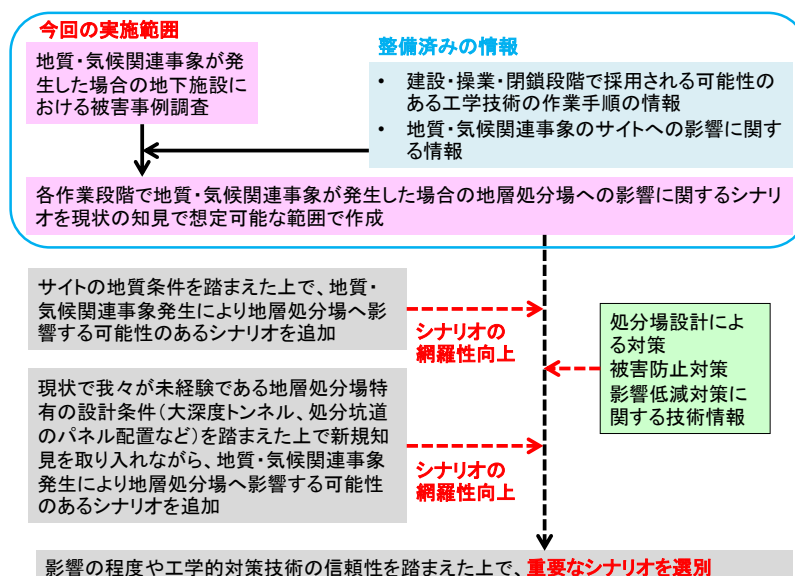 今回の実施範囲
地質・気候関連事象が発
生した場合の地下施設に
おける被害事例調査
整備済みの情報
• 建設・操業・閉鎖段階で採用される可能性の
ある工学技術の作業手順の情報
• 地質・気候関連事象のサイトへの影響に関す
る情報
各作業段階で地質・気候関連事象が発生した場合の地層処分場への影響に関するシナリ
オを現状の知見で想定可能な範囲で作成
サイトの地質条件を踏まえた上で、地質・
気候関連事象発生により地層処分場へ影
響する可能性のあるシナリオを追加
シナリオの
網羅性向上
処分場設計によ
る対策
被害防止対策
影響低減対策に
関する技術情報
現状で我々が未経験である地層処分場特
有の設計条件(大深度トンネル、処分坑道
のパネル配置など)を踏まえた上で新規知
見を取り入れながら、地質・気候関連事象
発生により地層処分場へ影響する可能性
のあるシナリオを追加
シナリオの
網羅性向上
影響の程度や工学的対策技術の信頼性を踏まえた上で、重要なシナリオを選別